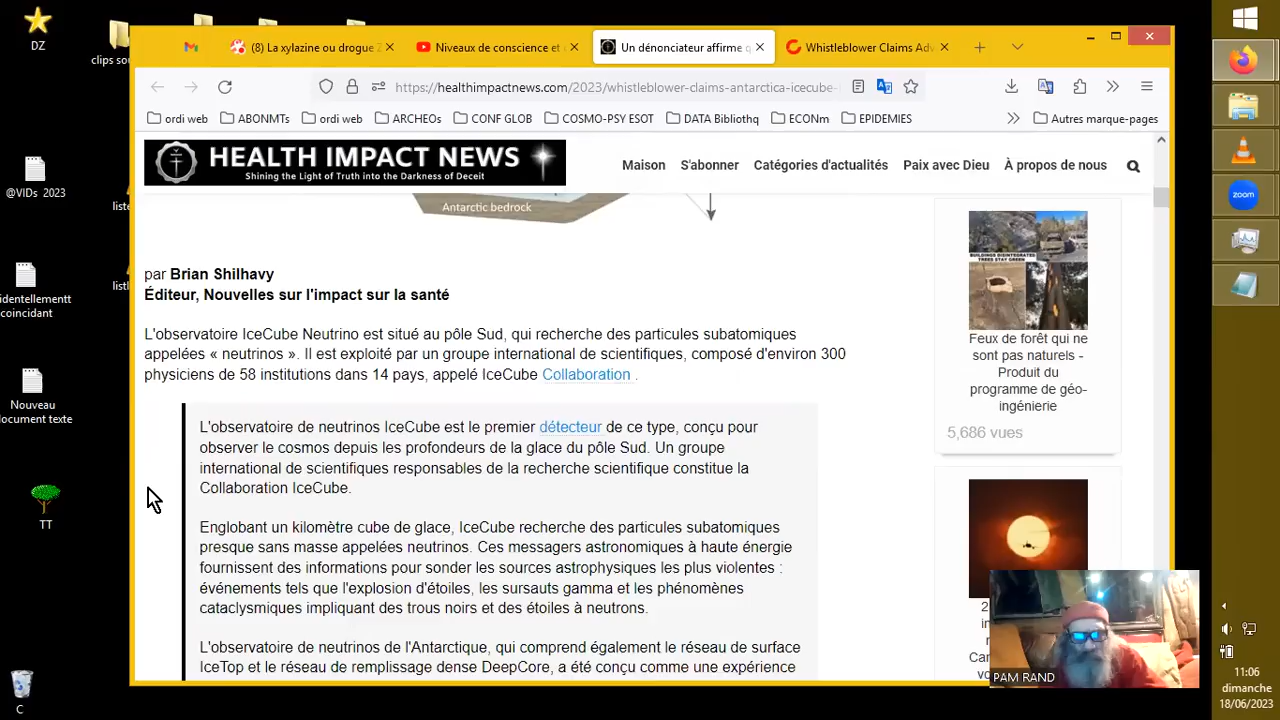 DZ
clips so
@VIDs 2023
liste
listl
identellementt
coincidant
Nouveau
document texte
TT
C
(8) La xylazine ou drogue
Niveaux de conscience et
Un dénonciateur affirme q
Whistleblower Claims Adv
https://healthimpactnews.com/2023/whistleblower-claims-antarctica-icecube-
ordi web
ABONMTs
ordi web
ARCHEOs
CONF GLOB
COSMO-PSY ESOT
DATA Bibliothq
ECONm
EPIDEMIES
Autres marque-pages
HEALTH IMPACT NEWS
Shining the Light of Truth into the Darkness of Deceit
Maison
S'abonner
Catégories d'actualités
Paix avec Dieu
À propos de nous
Antarctic bedrock
par Brian Shilhavy
Éditeur, Nouvelles sur l'impact sur la santé
L'observatoire IceCube Neutrino est situé au pôle Sud, qui recherche des particules subatomiques
appelées « neutrinos ». Il est exploité par un groupe international de scientifiques, composé d'environ 300
physiciens de 58 institutions dans 14 pays, appelé IceCube Collaboration .
L'observatoire de neutrinos IceCube est le premier détecteur de ce type, conçu pour
observer le cosmos depuis les profondeurs de la glace du pôle Sud. Un groupe
international de scientifiques responsables de la recherche scientifique constitue la
Collaboration IceCube.
Englobant un kilomètre cube de glace, IceCube recherche des particules subatomiques
presque sans masse appelées neutrinos. Ces messagers astronomiques à haute énergie
fournissent des informations pour sonder les sources astrophysiques les plus violentes :
événements tels que l'explosion d'étoiles, les sursauts gamma et les phénomènes
cataclysmiques impliquant des trous noirs et des étoiles à neutrons.
L'observatoire de neutrinos de l'Antarctique, qui comprend également le réseau de surface
IceTop et le réseau de remplissage dense DeepCore, a été conçu comme une expérience
BUILDINGS DISINTEGRATES
TREES STAY GREEN
Feux de forêt qui ne
sont pas naturels -
Produit du
programme de géo-
ingénierie
5,686 vues
2
in
Car
v
PAM RAND
zoom
11:06
dimanche
18/06/2023